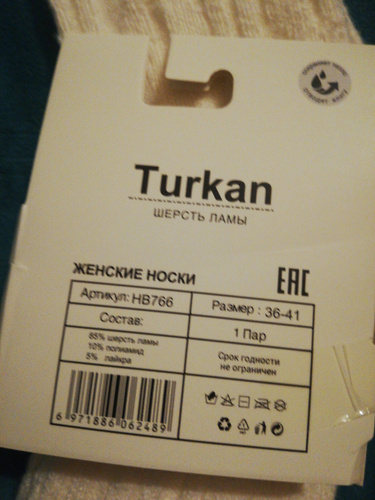 Turkan
ШЕРСТЬ ЛАМЫ
ЖЕНСКИЕ НОСКИ
EAC
Артикул: HB766
Размер : 36-41
Состав:
1 Пар
85% шерсть ламы
10% полиамид
5% лайкра
Срок годности
не ограничен
6 971886 062489